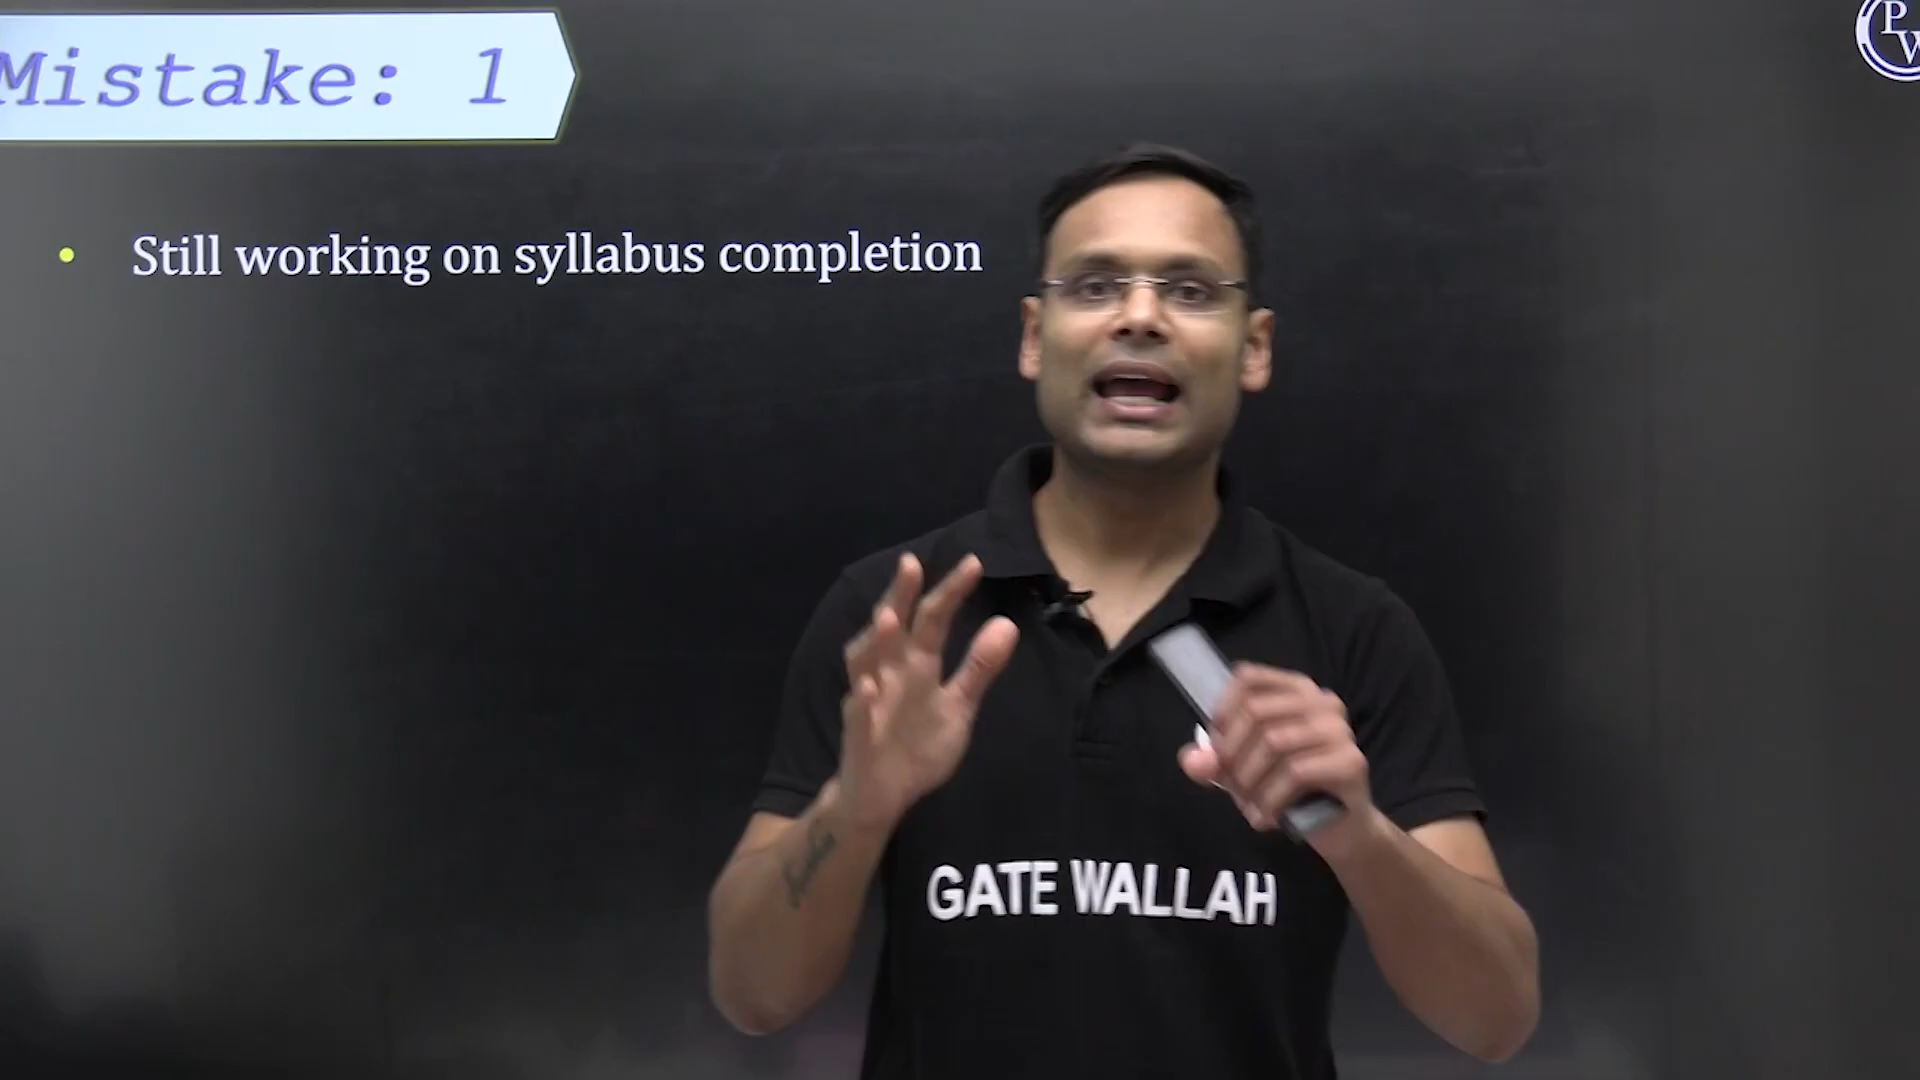 Mistake: 1
P
W
• Still working on syllabus completion
GATE WALLAH